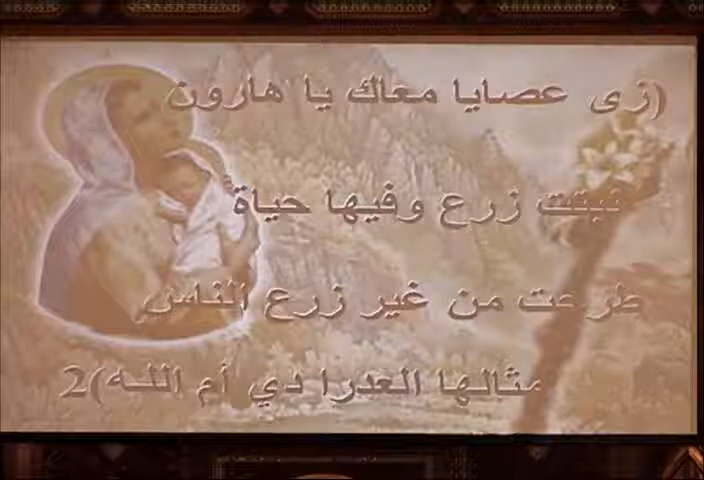 (زى عصايا معاك يا هارون
نبتت زرع وفيها حياة
طرحت من غير زرع الناس
مثالها العدرا دي أم اللـه)2